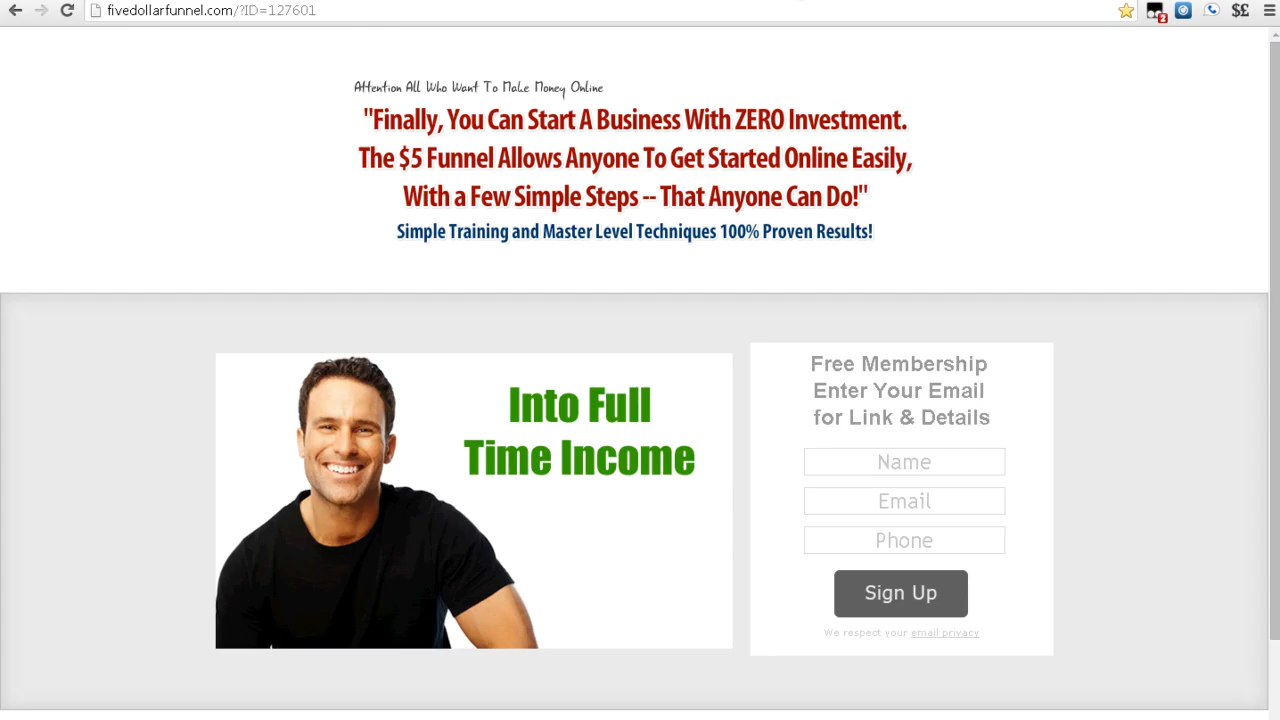 fivedollarfunnel.com/?ID=127601
2
$£
Attention All Who Want To Make Money Online
"Finally, You Can Start A Business With ZERO Investment.
The $5 Funnel Allows Anyone To Get Started Online Easily,
With a Few Simple Steps -- That Anyone Can Do!"
Simple Training and Master Level Techniques 100% Proven Results!
Into Full
Time Income
Free Membership
Enter Your Email
for Link & Details
Name
Email
Phone
Sign Up
We respect your email privacy